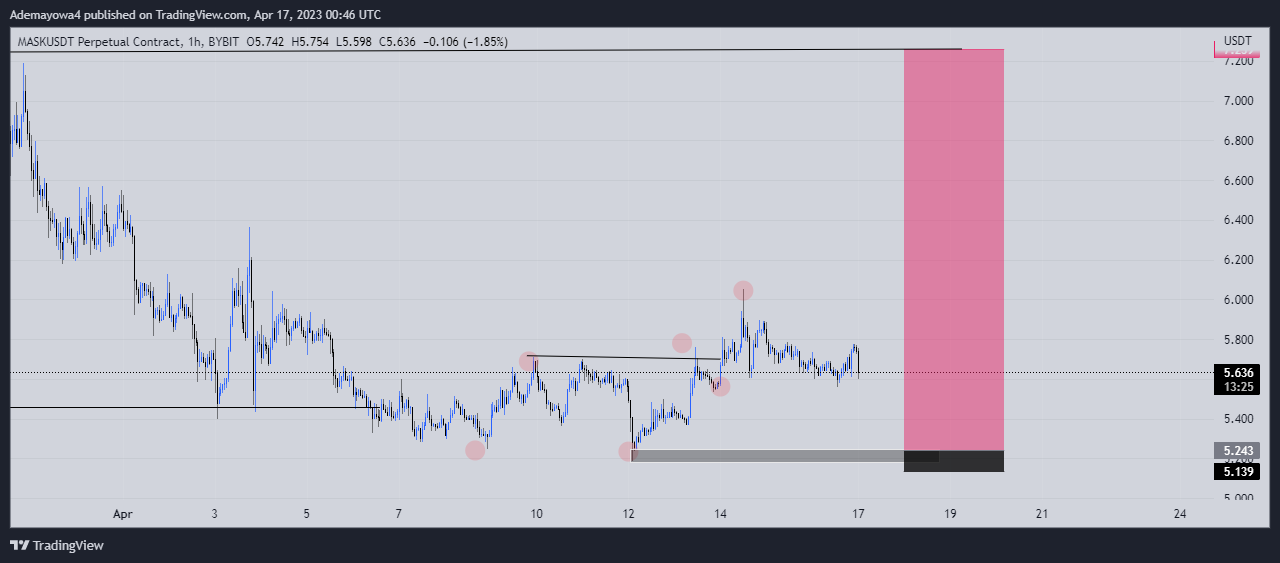 Ademayowa4 published on TradingView.com, Apr 17, 2023 00:46 UTC
MASKUSDT Perpetual Contract, 1h, BYBIT O5.742 H5.754 L5.598 C5.636 −0.106 (−1.85%)
USDT
7.200
7.000
6.800
6.600
6.400
6.200
6.000
5.800
5.636
13:25
5.400
5.243
5.139
5.000
Apr 3 5 7 10 12 14 17 19 21 24
TradingView